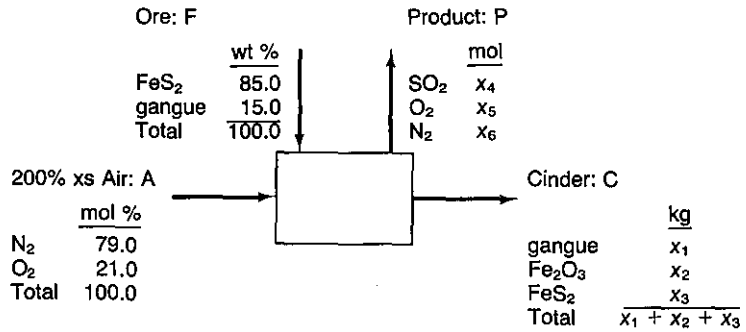 Ore: F
wt %
FeS₂ 85.0
gangue 15.0
Total 100.0
Product: P
mol
SO₂ x₄
O₂ x₅
N₂ x₆
200% xs Air: A
mol %
N₂ 79.0
O₂ 21.0
Total 100.0
Cinder: C
kg
gangue x₁
Fe₂O₃ x₂
FeS₂ x₃
Total x₁ + x₂ + x₃